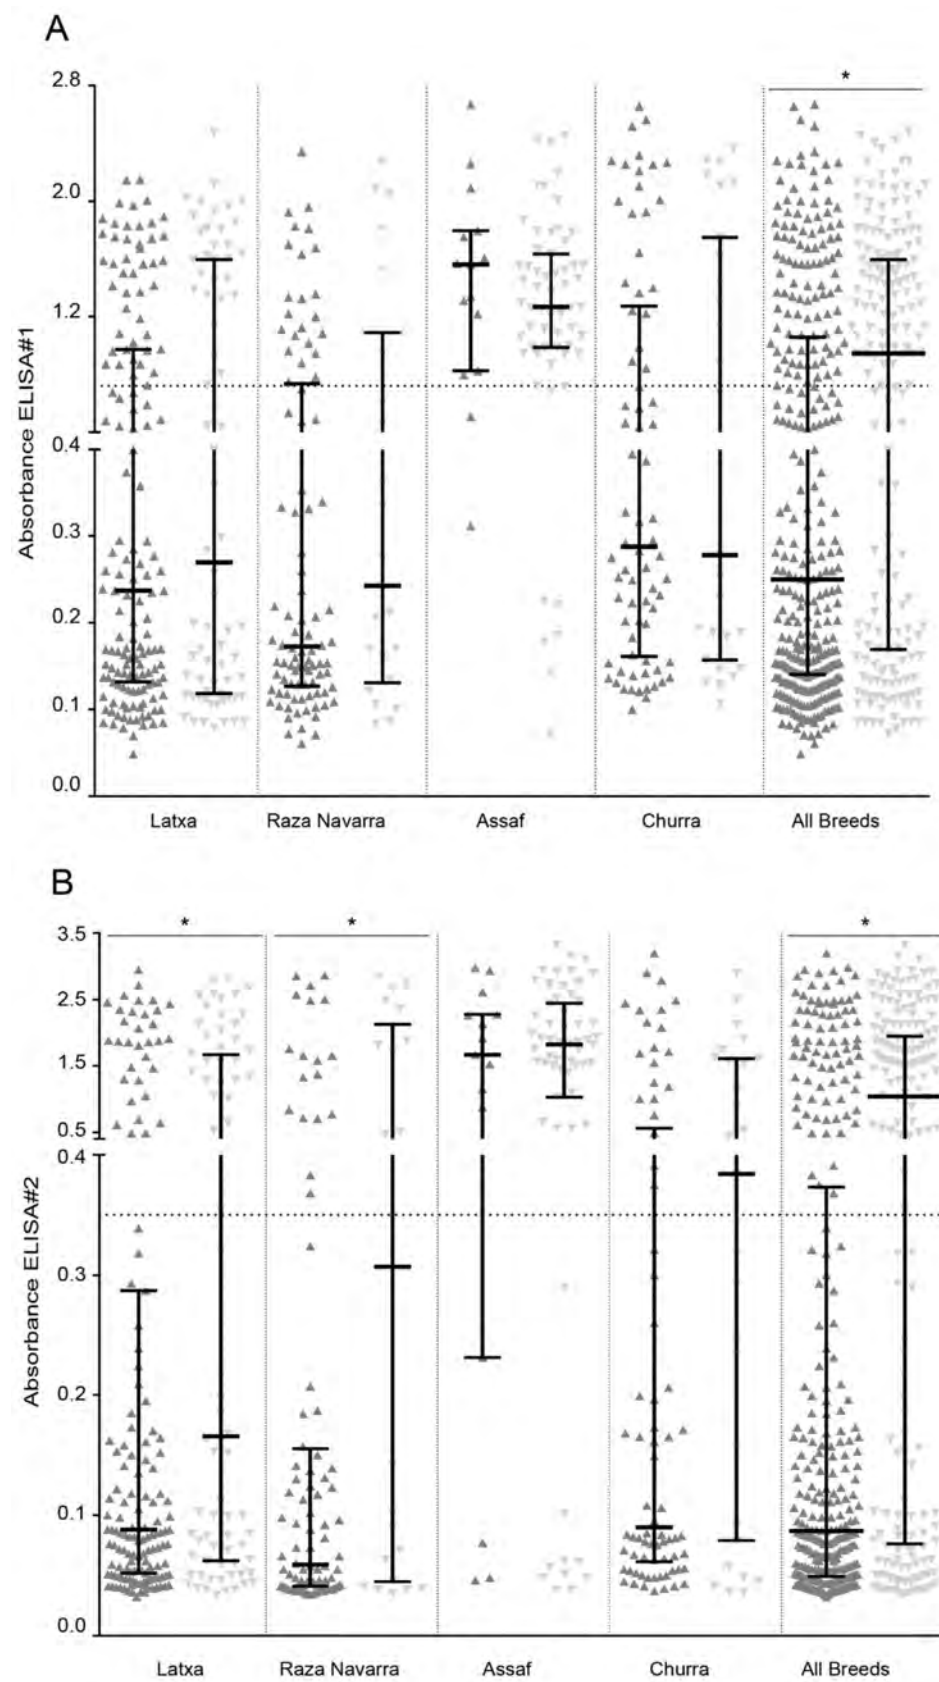 A
*
2.8
2.0
1.2
0.4
0.3
0.2
0.1
0.0
Absorbance ELISA#1
Latxa Raza Navarra Assaf Churra All Breeds
B
* * *
3.5
2.5
1.5
0.5
0.4
0.3
0.2
0.1
0.0
Absorbance ELISA#2
Latxa Raza Navarra Assaf Churra All Breeds